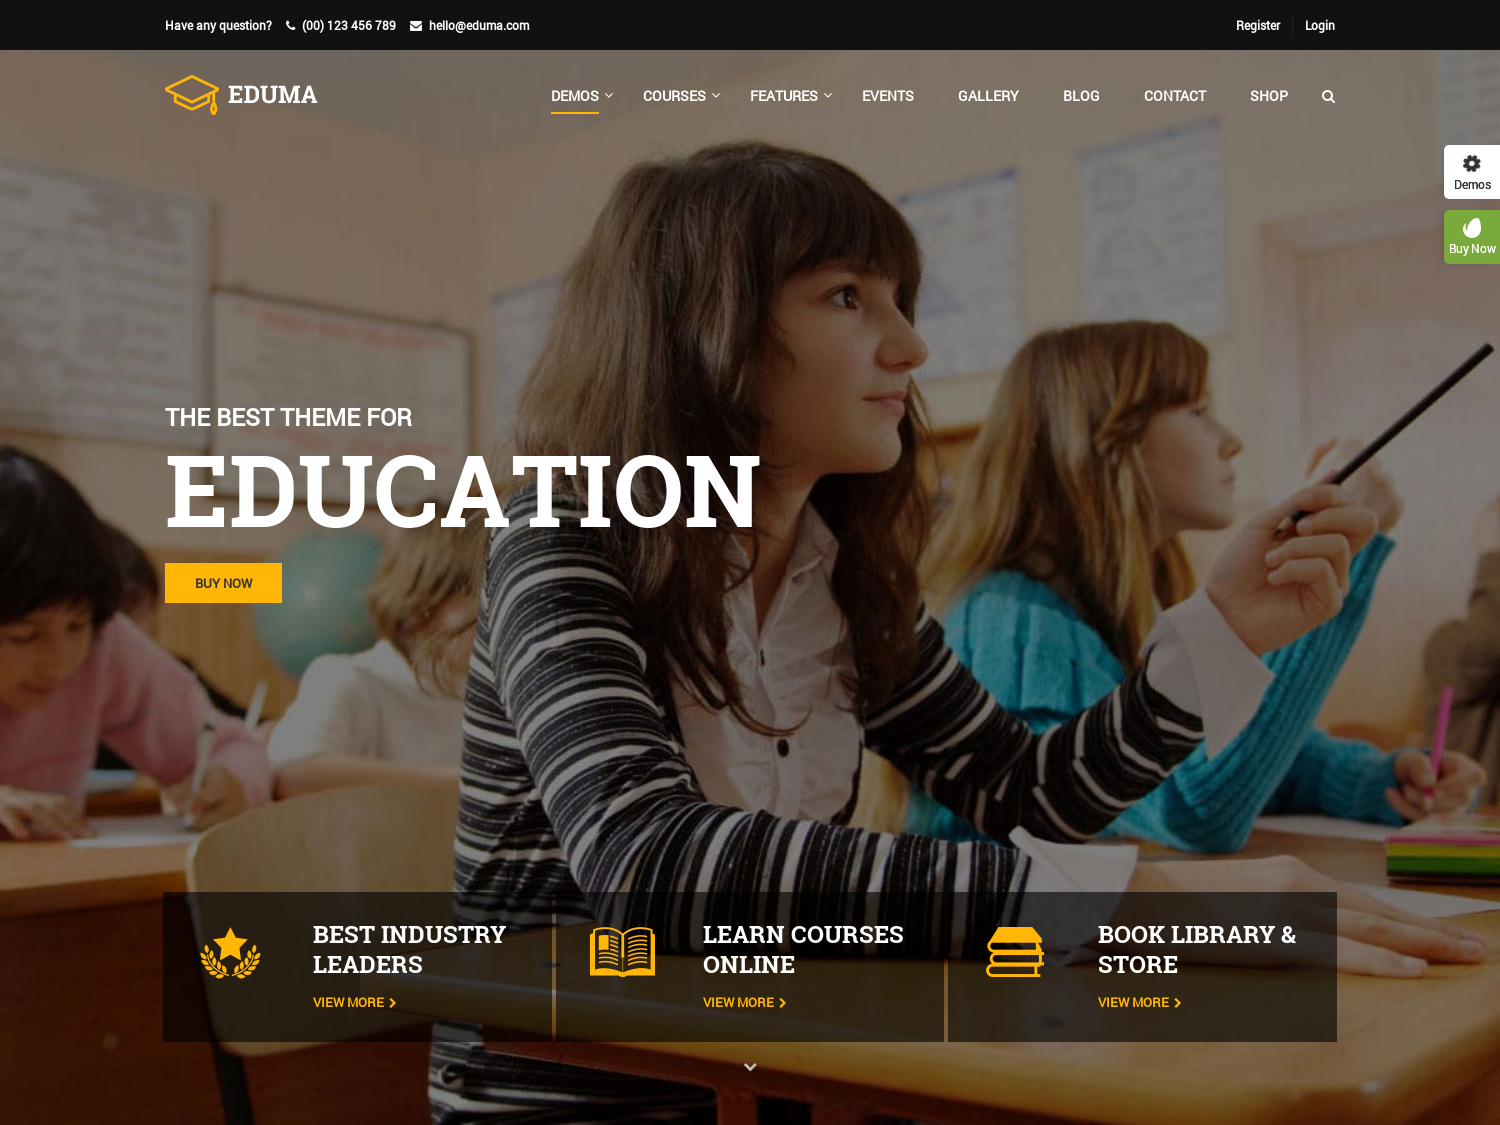 Have any question? (00) 123 456 789 hello@eduma.com Register Login
EDUMA DEMOS COURSES FEATURES EVENTS GALLERY BLOG CONTACT SHOP
Demos
Buy Now
THE BEST THEME FOR
EDUCATION
BUY NOW
BEST INDUSTRY
LEADERS
VIEW MORE
LEARN COURSES
ONLINE
VIEW MORE
BOOK LIBRARY &
STORE
VIEW MORE